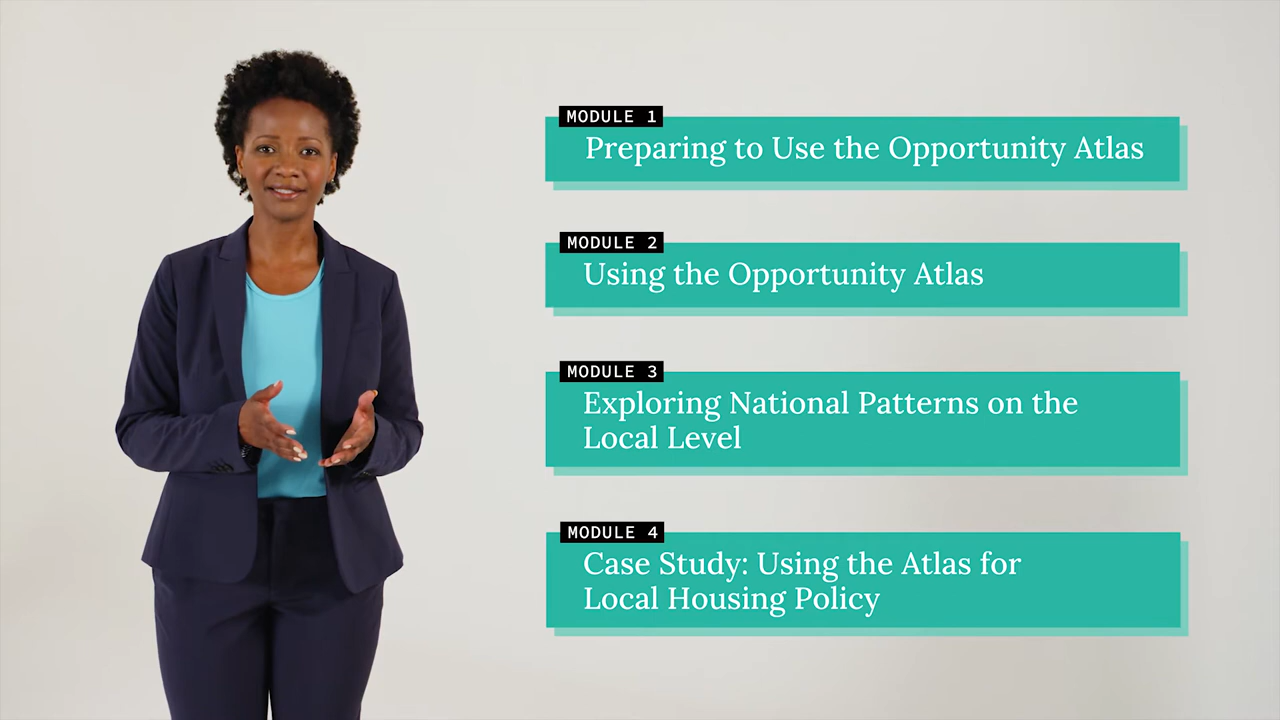 MODULE 1
Preparing to Use the Opportunity Atlas
MODULE 2
Using the Opportunity Atlas
MODULE 3
Exploring National Patterns on the
Local Level
MODULE 4
Case Study: Using the Atlas for
Local Housing Policy